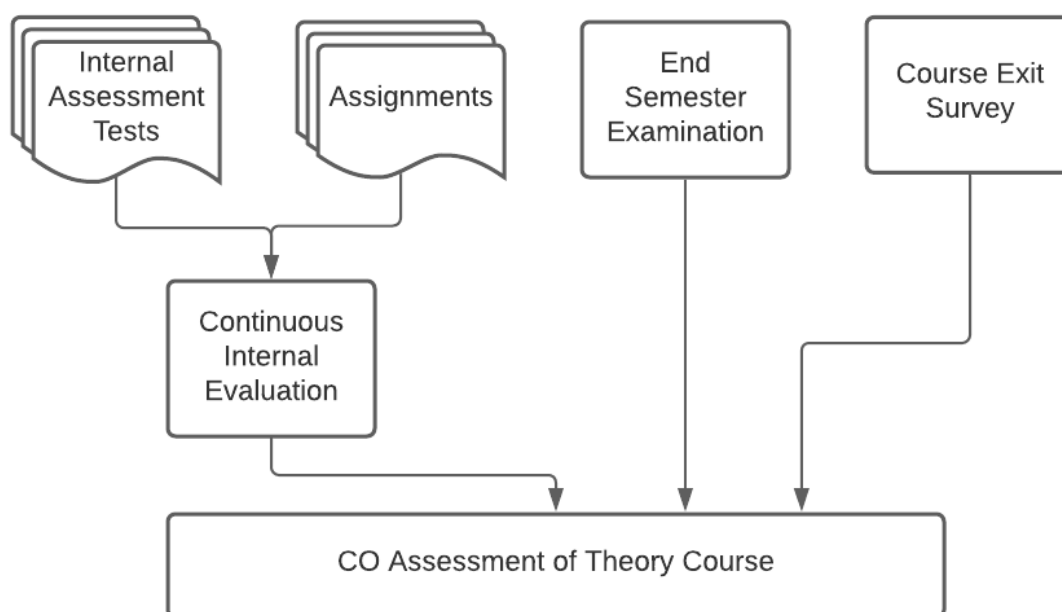 Internal
Assessment
Tests
Assignments
End
Semester
Examination
Course Exit
Survey
Continuous
Internal
Evaluation
CO Assessment of Theory Course